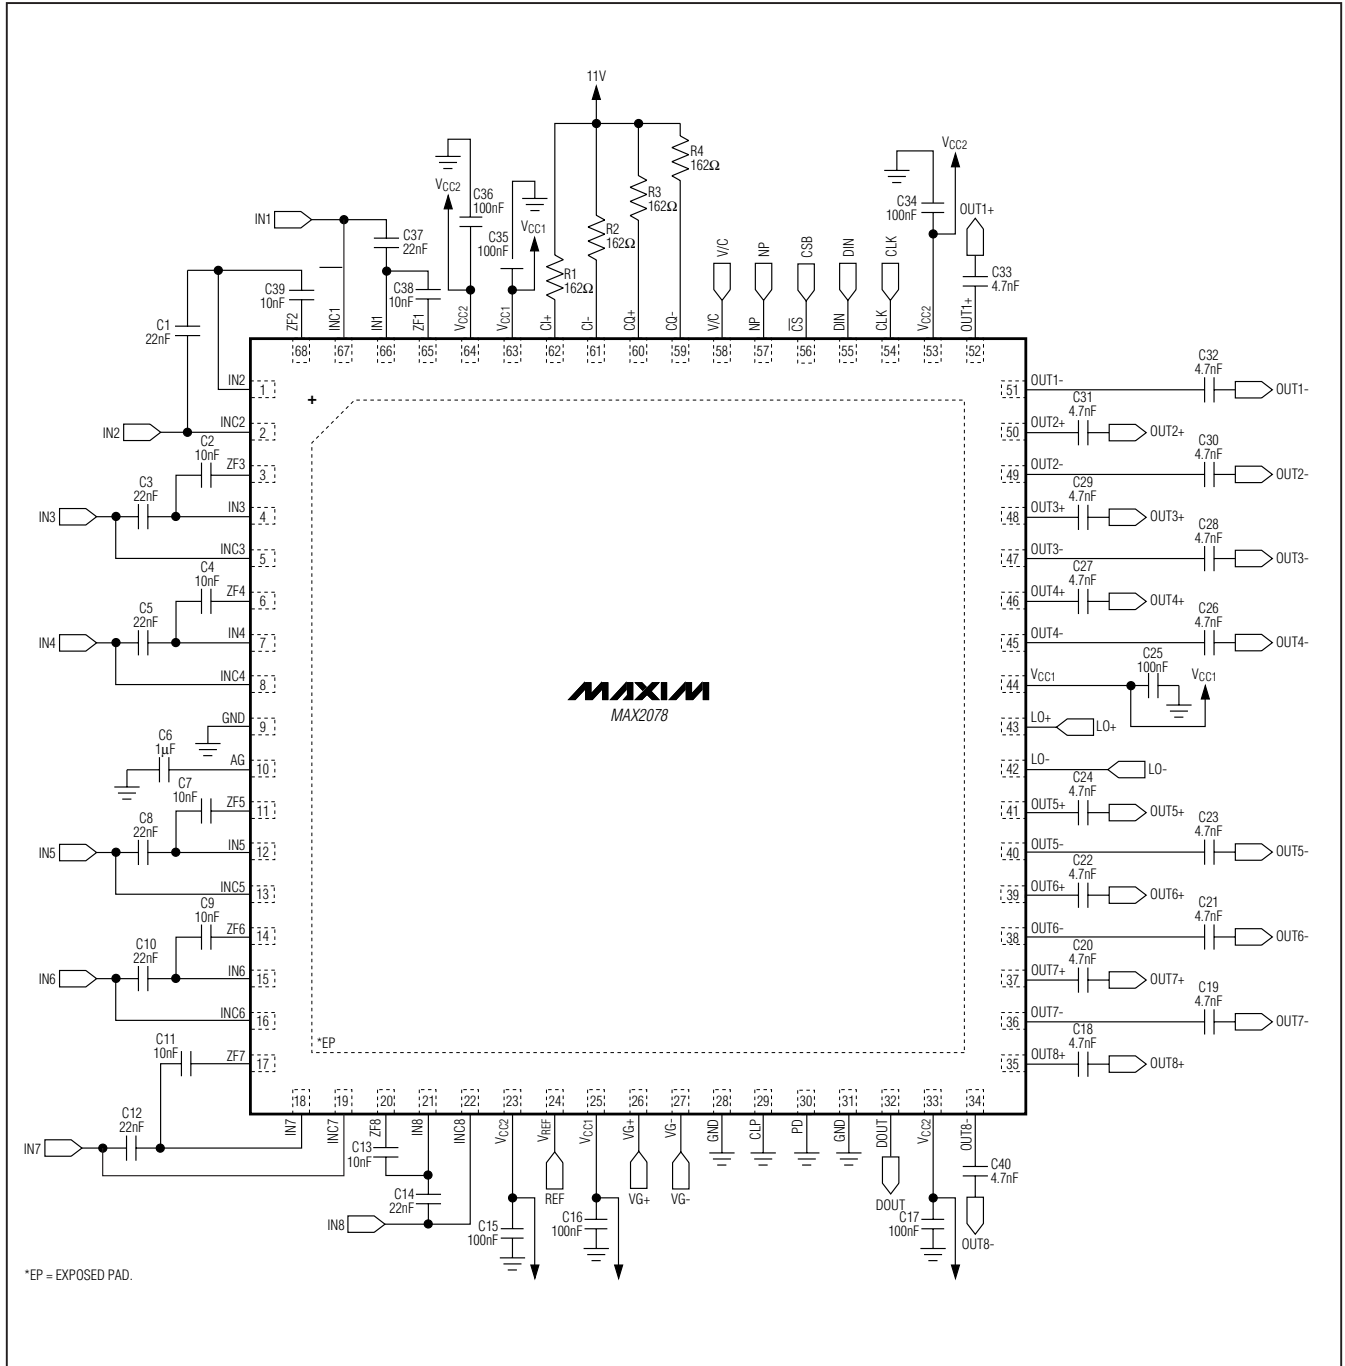 11V
R4
162Ω
R3
162Ω
R2
162Ω
R1
162Ω
VCC2
C36
100nF
C35
100nF
VCC1
IN1
C37
22nF
C38
10nF
C39
10nF
C1
22nF
V/C
NP
CSB
DIN
CLK
C34
100nF
VCC2
OUT1+
C33
4.7nF
ZF2
INC1
IN1
ZF1
VCC2
VCC1
CI+
CI-
CQ+
CQ-
V/C
NP
CS
DIN
CLK
VCC2
OUT1+
68
67
66
65
64
63
62
61
60
59
58
57
56
55
54
53
52
IN2
1
IN2
INC2
2
C2
10nF
ZF3
3
C3
22nF
IN3
IN3
4
INC3
5
C4
10nF
ZF4
6
C5
22nF
IN4
IN4
7
INC4
8
GND
9
C6
1µF
AG
10
C7
10nF
ZF5
11
C8
22nF
IN5
IN5
12
INC5
13
C9
10nF
ZF6
14
C10
22nF
IN6
IN6
15
INC6
16
C11
10nF
ZF7
17
C12
22nF
IN7
+
MAXIM
MAX2078
*EP
51
OUT1-
C32
4.7nF
OUT1-
50
OUT2+
C31
4.7nF
OUT2+
49
OUT2-
C30
4.7nF
OUT2-
48
OUT3+
C29
4.7nF
OUT3+
47
OUT3-
C28
4.7nF
OUT3-
46
OUT4+
C27
4.7nF
OUT4+
45
OUT4-
C26
4.7nF
OUT4-
44
VCC1
C25
100nF
VCC1
43
LO+
LO+
42
LO-
LO-
41
OUT5+
C24
4.7nF
OUT5+
40
OUT5-
C23
4.7nF
OUT5-
39
OUT6+
C22
4.7nF
OUT6+
38
OUT6-
C21
4.7nF
OUT6-
37
OUT7+
C20
4.7nF
OUT7+
36
OUT7-
C19
4.7nF
OUT7-
35
OUT8+
C18
4.7nF
OUT8+
18
19
20
21
22
23
24
25
26
27
28
29
30
31
32
33
34
IN7
INC7
ZF8
IN8
INC8
VCC2
VREF
VCC1
VG+
VG-
GND
CLP
PD
GND
DOUT
VCC2
OUT8-
C13
10nF
C14
22nF
IN8
C15
100nF
REF
C16
100nF
VG+
VG-
DOUT
C17
100nF
C40
4.7nF
OUT8-
*EP = EXPOSED PAD.